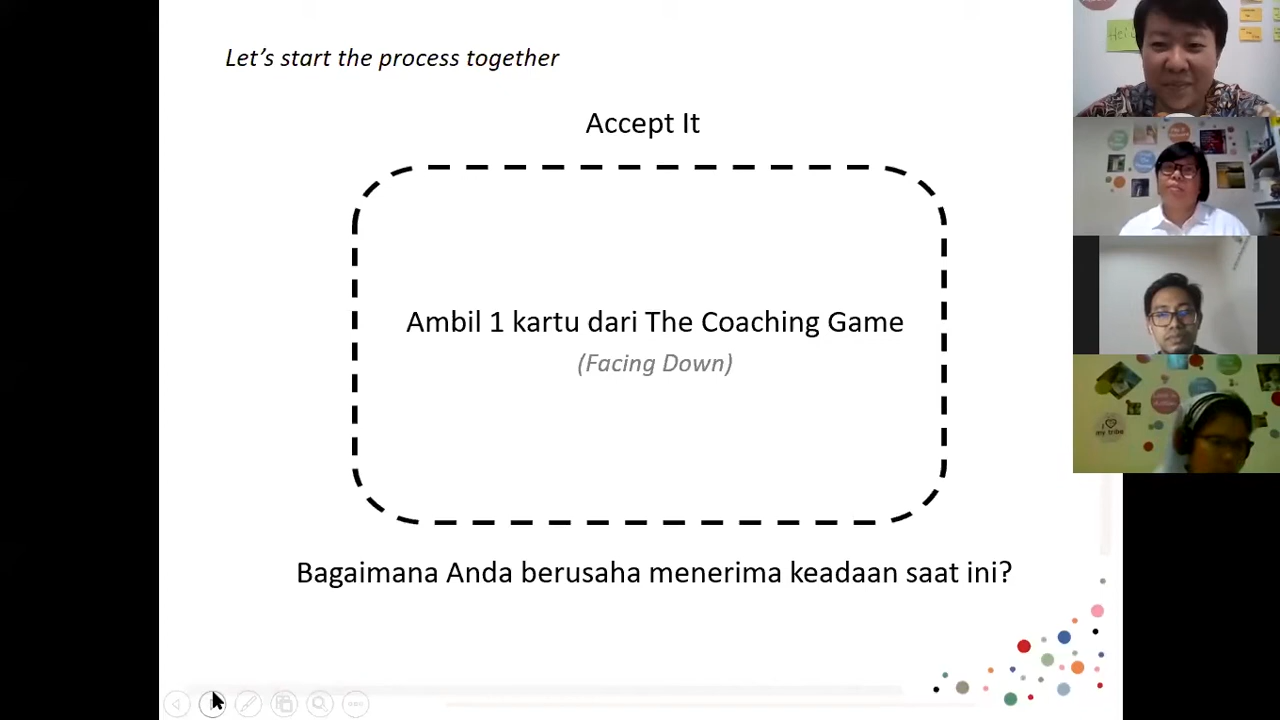 Let's start the process together
Accept It
Ambil 1 kartu dari The Coaching Game
(Facing Down)
Bagaimana Anda berusaha menerima keadaan saat ini?